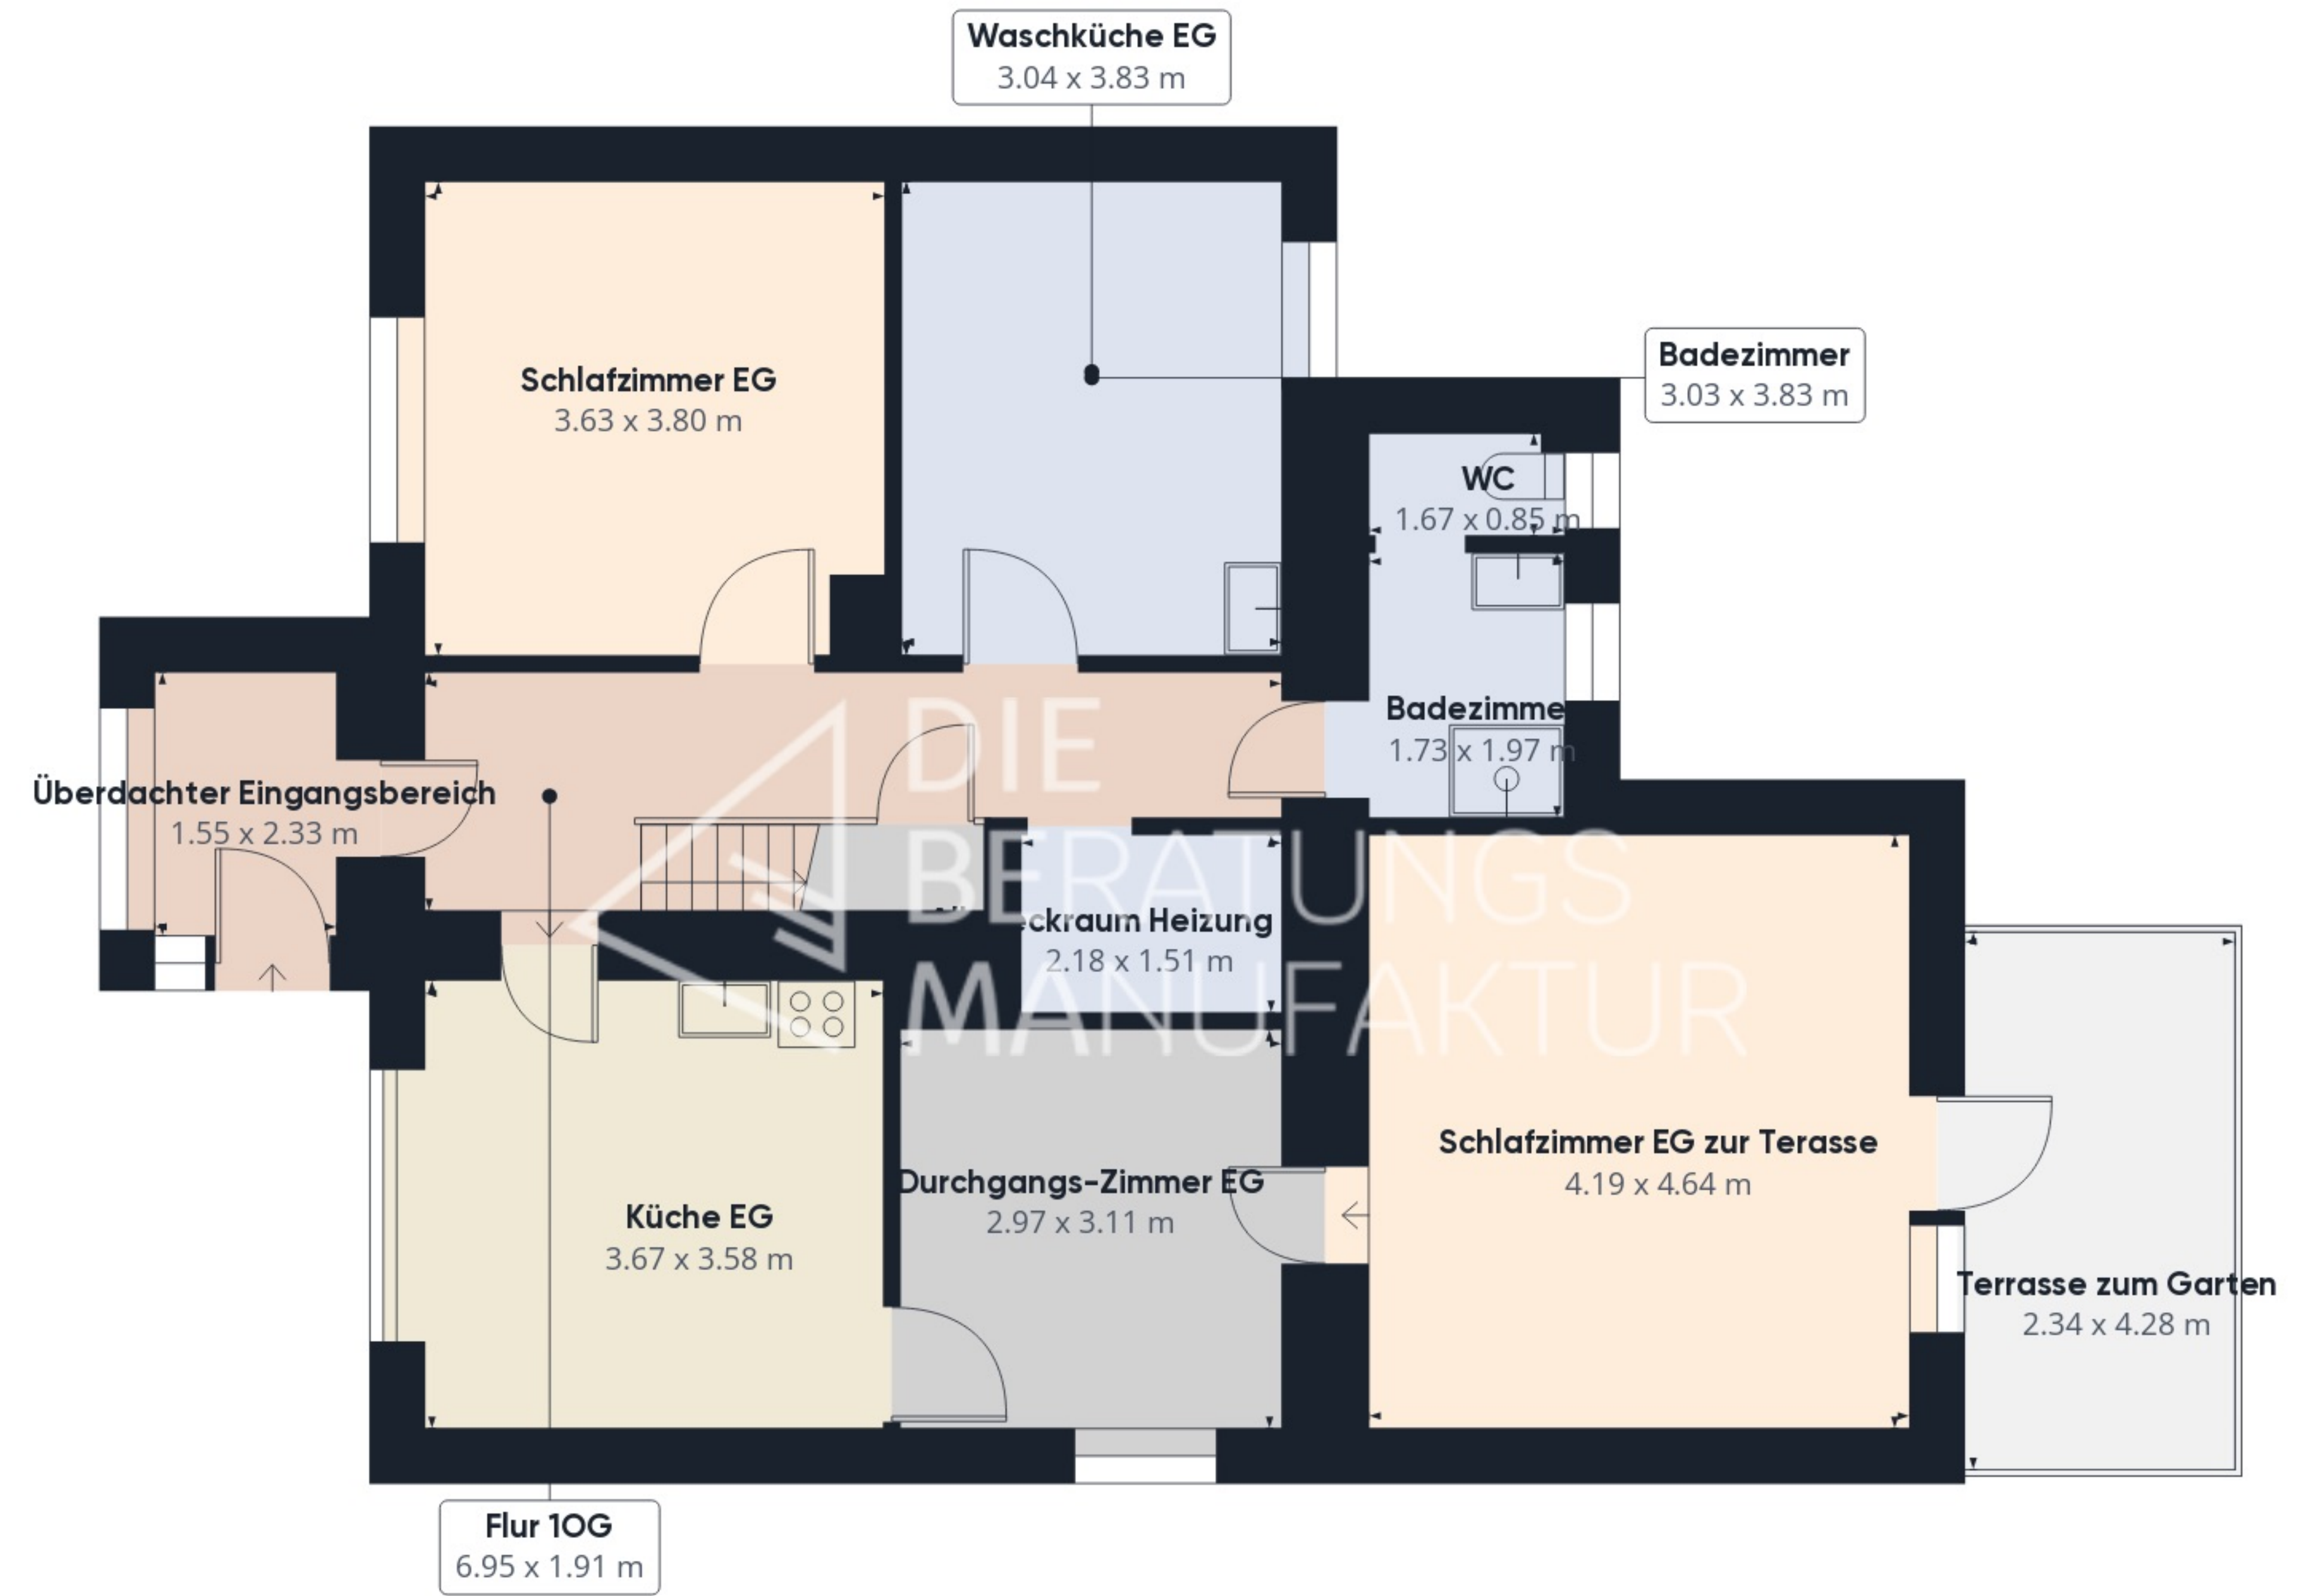 Waschküche EG
3.04 x 3.83 m
Badezimmer
3.03 x 3.83 m
Schlafzimmer EG
3.63 x 3.80 m
WC
1.67 x 0.85 m
Badezimme
1.73 x 1.97 m
Überdachter Eingangsbereich
1.55 x 2.33 m
DIE
BERATUNGS
MANUFAKTUR
ckraum Heizung
2.18 x 1.51 m
Schlafzimmer EG zur Terasse
4.19 x 4.64 m
Durchgangs-Zimmer EG
2.97 x 3.11 m
Küche EG
3.67 x 3.58 m
Terrasse zum Garten
2.34 x 4.28 m
Flur 1OG
6.95 x 1.91 m